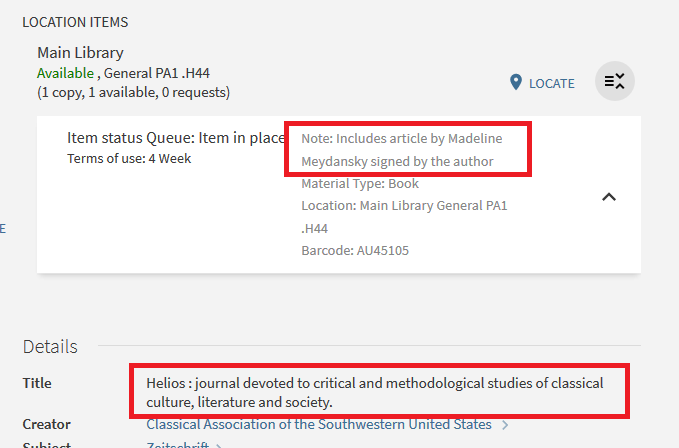 LOCATION ITEMS
Main Library
Available , General PA1 .H44
(1 copy, 1 available, 0 requests)
LOCATE
Item status Queue: Item in place
Terms of use: 4 Week
Note: Includes article by Madeline
Meydansky signed by the author
Material Type: Book
Location: Main Library General PA1
.H44
Barcode: AU45105
E
Details
Title
Helios : journal devoted to critical and methodological studies of classical
culture, literature and society.
Creator
Classical Association of the Southwestern United States
Subject
Zeitschrift